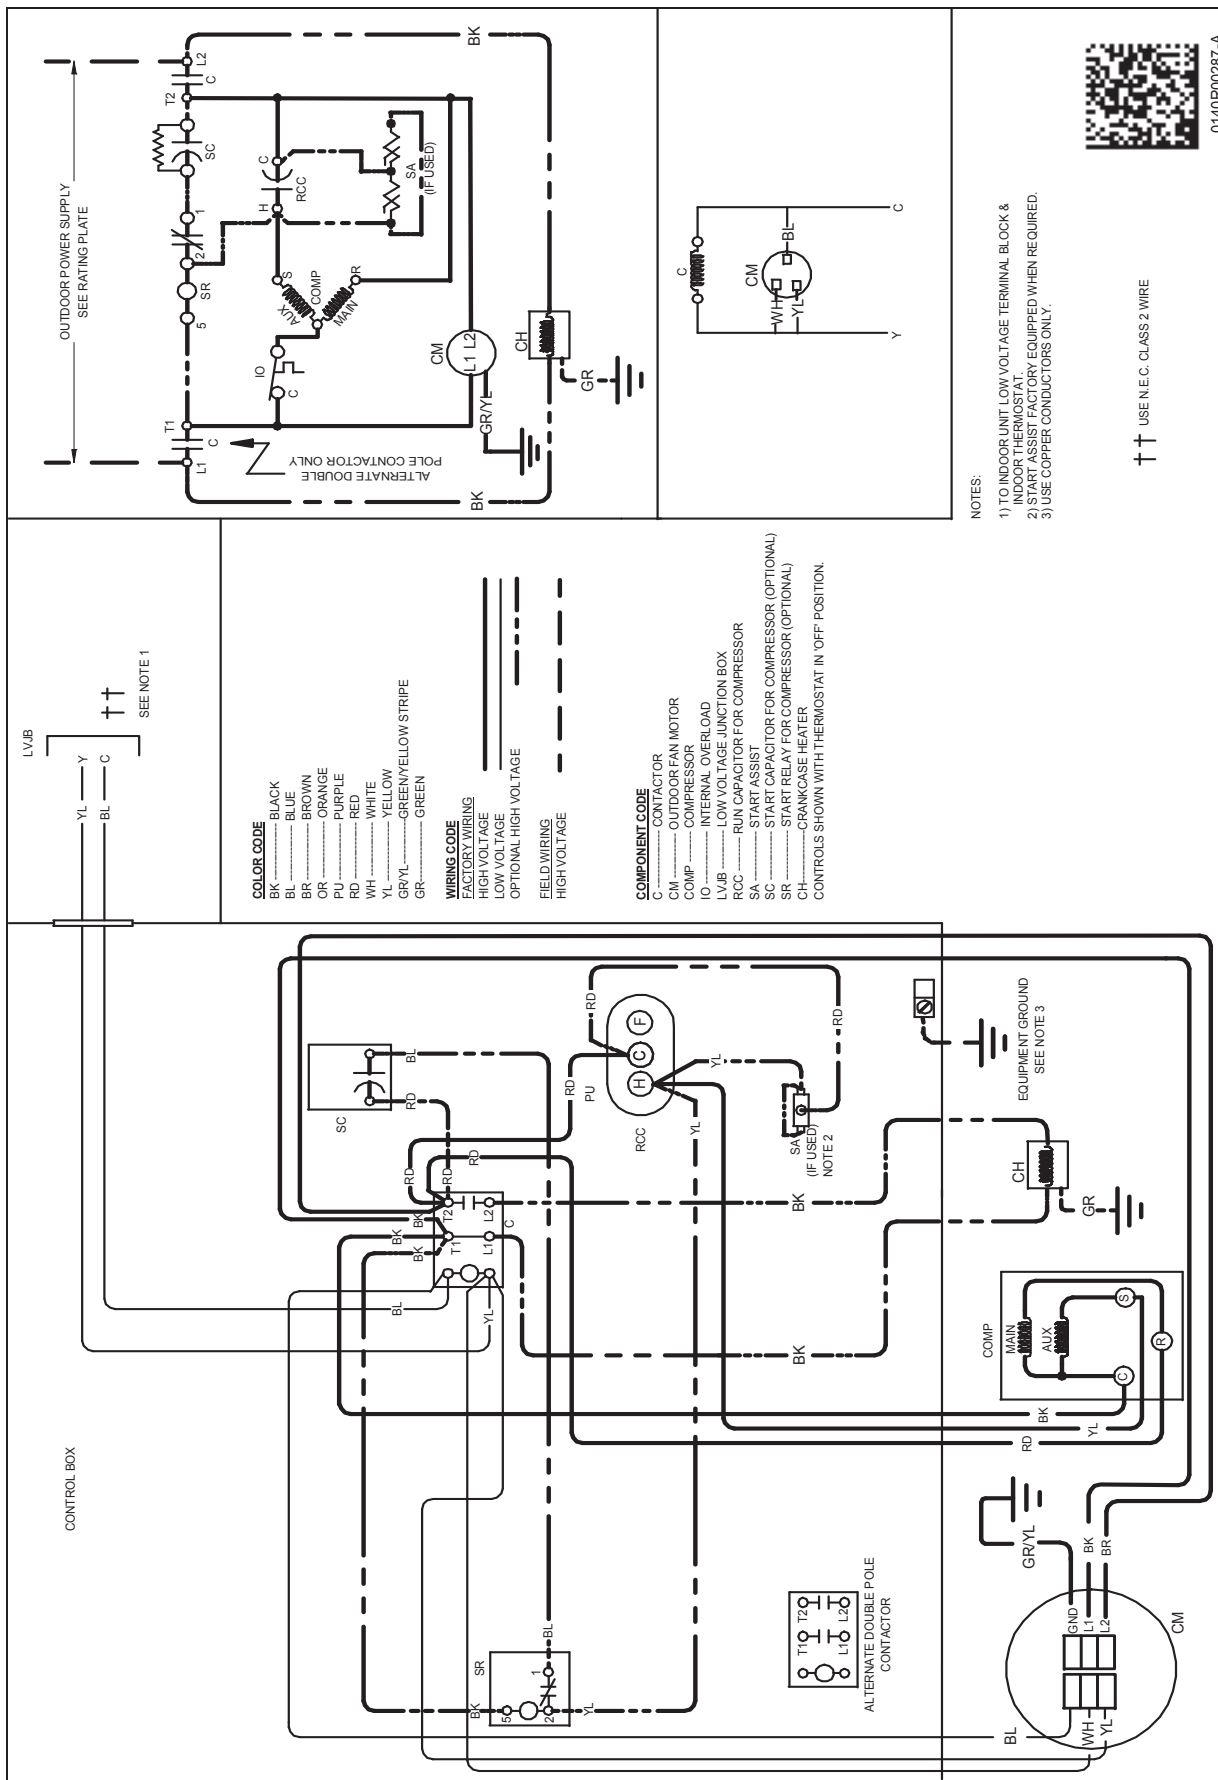 CONTROL BOX
LVJB
YL
Y
BL
C
SEE NOTE 1
COLOR CODE
BK ---------- BLACK
BL ---------- BLUE
BR ---------- BROWN
OR ---------- ORANGE
PU ---------- PURPLE
RD ---------- RED
WH ---------- WHITE
YL ---------- YELLOW
GR/YL ---------- GREEN/YELLOW STRIPE
GR ---------- GREEN
WIRING CODE
FACTORY WIRING
HIGH VOLTAGE
LOW VOLTAGE
OPTIONAL HIGH VOLTAGE
FIELD WIRING
HIGH VOLTAGE
COMPONENT CODE
C ---------- CONTACTOR
CM ---------- OUTDOOR FAN MOTOR
COMP ---------- COMPRESSOR
IO ---------- INTERNAL OVERLOAD
LVJB ---------- LOW VOLTAGE JUNCTION BOX
RCC ---------- RUN CAPACITOR FOR COMPRESSOR
SA ---------- START ASSIST
SC ---------- START CAPACITOR FOR COMPRESSOR (OPTIONAL)
SR ---------- START RELAY FOR COMPRESSOR (OPTIONAL)
CH ---------- CRANKCASE HEATER
CONTROLS SHOWN WITH THERMOSTAT IN 'OFF' POSITION.
OUTDOOR POWER SUPPLY
SEE RATING PLATE
L1
C
T1
5
SR
2
1
SC
T2
C
L2
BK
BK
ALTERNATE DOUBLE
POLE CONTACTOR ONLY
C
IO
AUX
COMP
MAIN
S
R
H
RCC
C
SA
(IF USED)
CM
L1 L2
GR/YL
CH
GR
C
CM
WH
YL
BL
Y
C
NOTES:
1) TO INDOOR UNIT LOW VOLTAGE TERMINAL BLOCK &
INDOOR THERMOSTAT.
2) START ASSIST FACTORY EQUIPPED WHEN REQUIRED.
3) USE COPPER CONDUCTORS ONLY.
†† USE N.E.C. CLASS 2 WIRE
0140R00287-A
SC
RD
BL
BK
BK
BK
RD
RD
RD
T2
T1
L2
L1
C
BL
YL
RD
RD
PU
H
C
F
RCC
YL
YL
RD
SA
(IF USED)
NOTE 2
BK
BK
SR
BK
5
2
1
BL
YL
ALTERNATE DOUBLE POLE
CONTACTOR
T1
T2
L1
L2
EQUIPMENT GROUND
SEE NOTE 3
CH
GR
COMP
MAIN
AUX
C
S
R
BK
YL
RD
GR/YL
BK
BR
GND
L1
L2
CM
BL
WH
YL